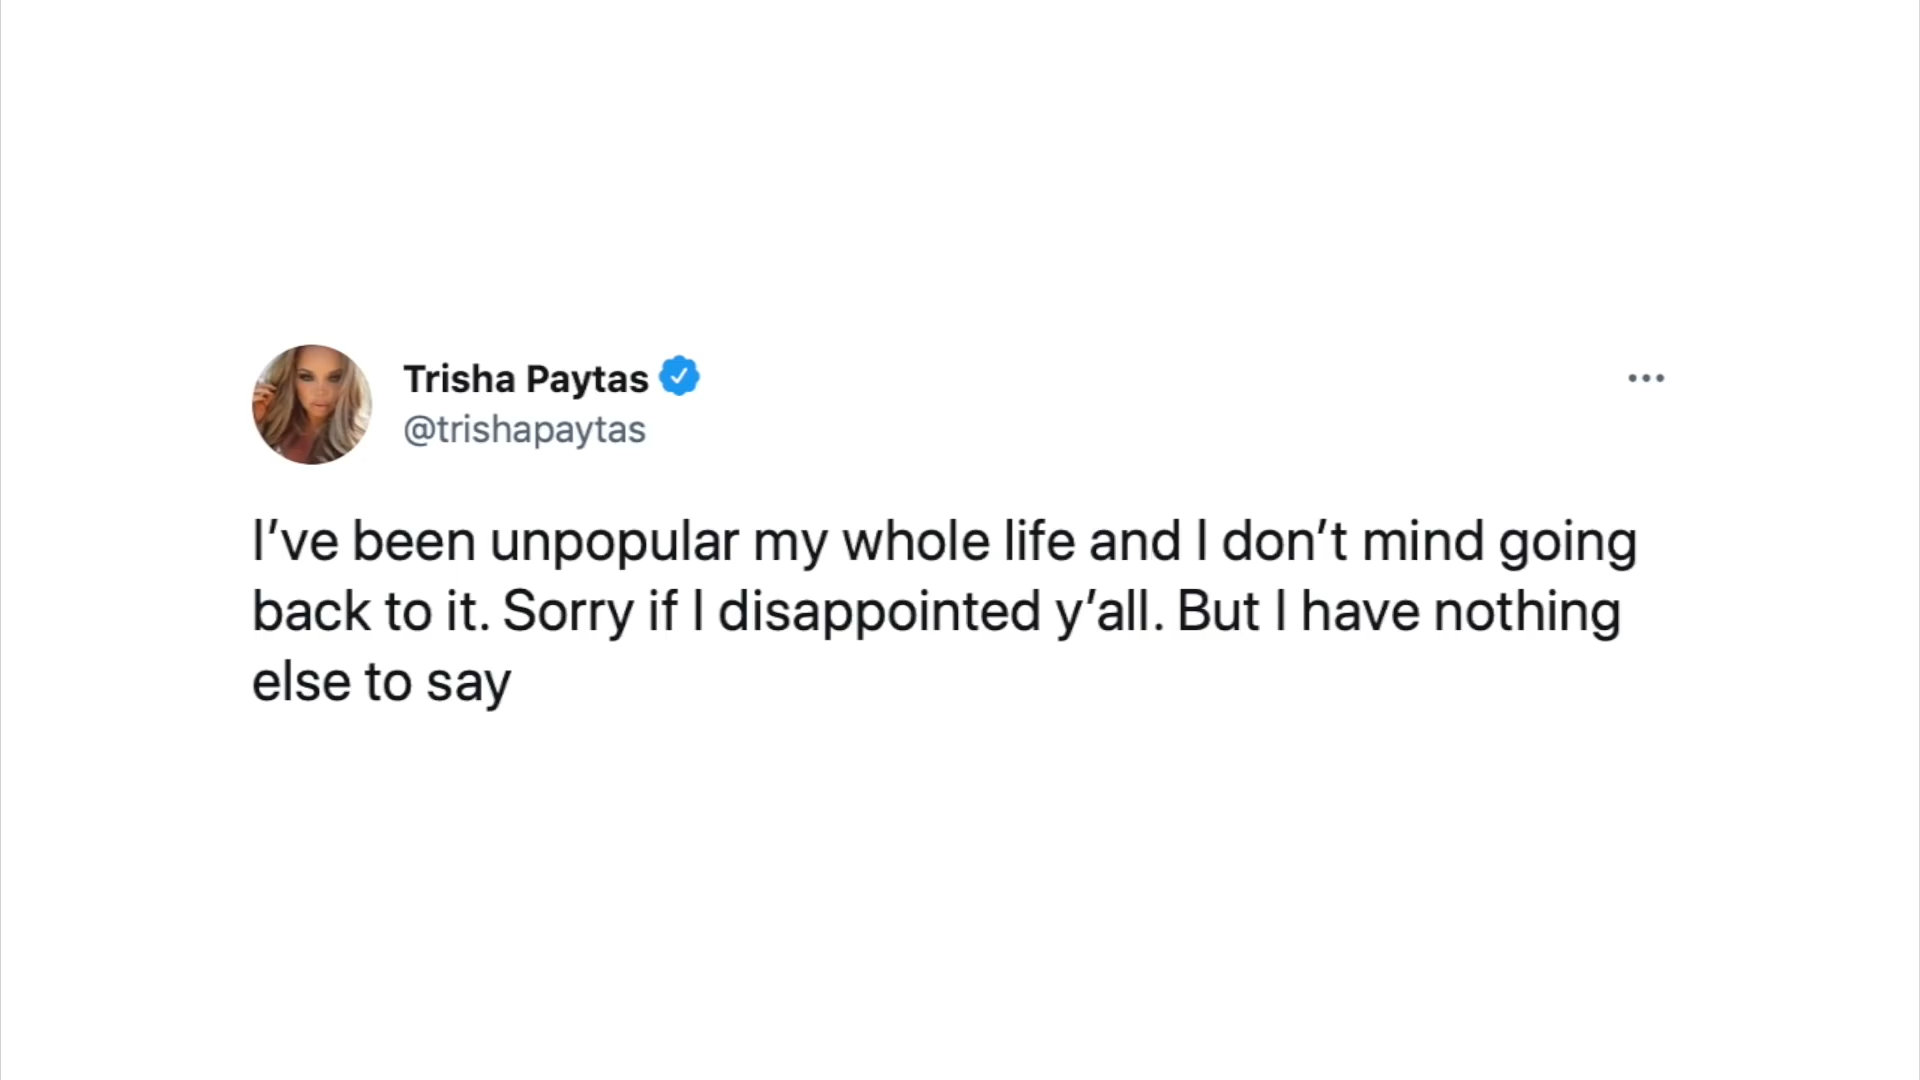 Trisha Paytas
@trishapaytas
I’ve been unpopular my whole life and I don’t mind going
back to it. Sorry if I disappointed y’all. But I have nothing
else to say